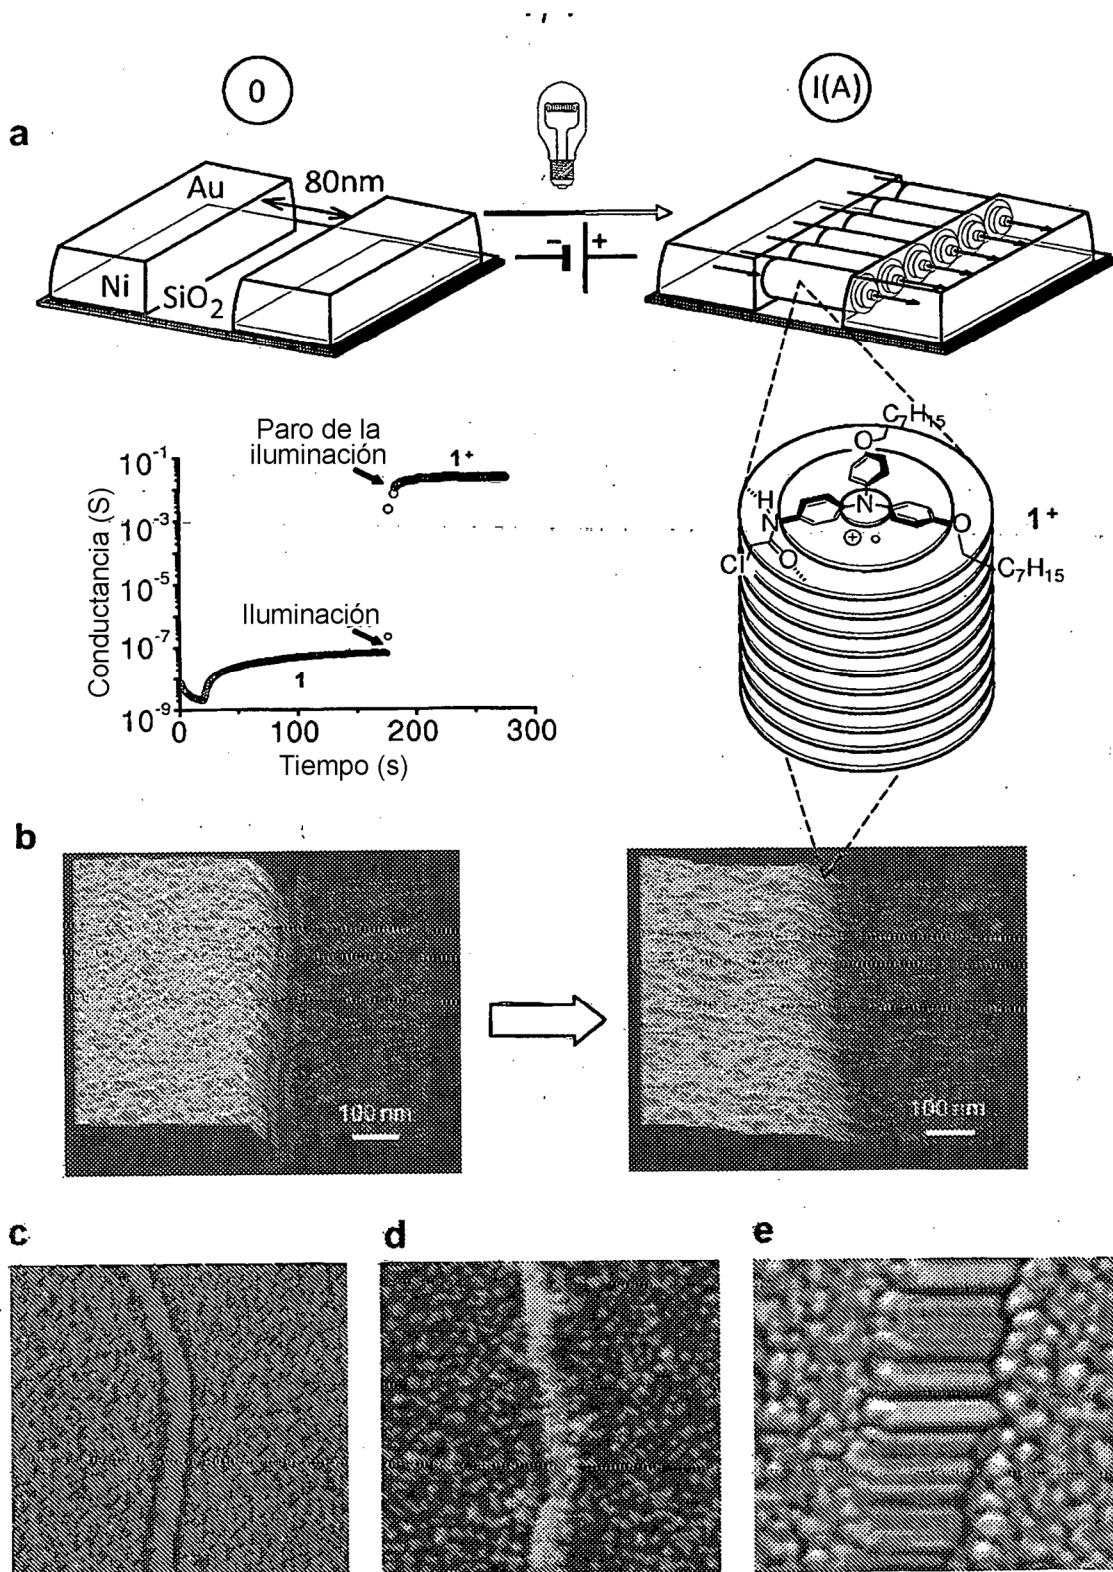 0
I(A)
a
Au
80nm
Ni
SiO2
-
+
Paro de la
iluminación
1+
10-1
10-3
10-5
10-7
10-9
Conductancia (S)
Iluminación
1
0
100
200
300
Tiempo (s)
C7H15
O
H
N
N
O
1+
Cl
O
C7H15
b
100 nm
100 nm
c
d
e